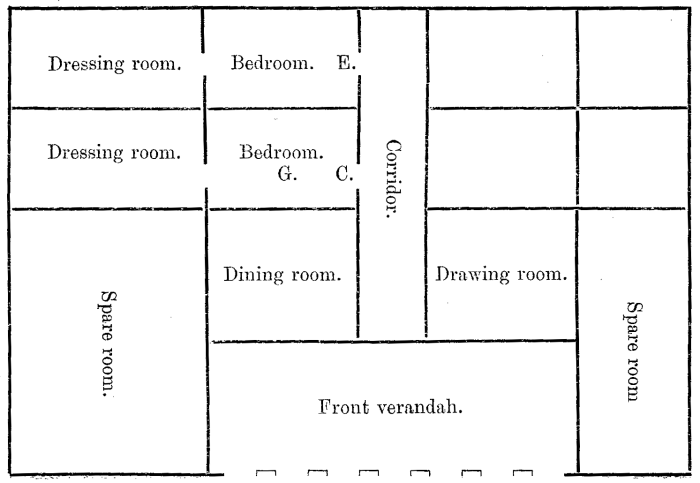 Dressing room.
Bedroom. E.
Dressing room.
Bedroom.
G. C.
Corridor.
Dining room.
Drawing room.
Spare room.
Spare room
Front verandah.